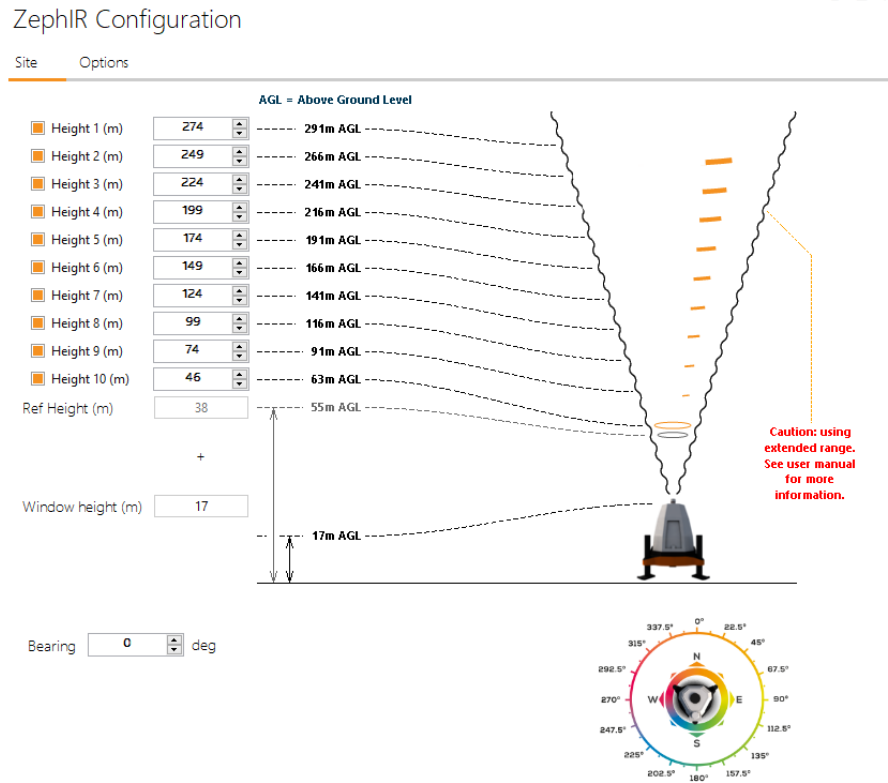 ZephIR Configuration
Site Options
AGL = Above Ground Level
Height 1 (m) 274 291m AGL
Height 2 (m) 249 266m AGL
Height 3 (m) 224 241m AGL
Height 4 (m) 199 216m AGL
Height 5 (m) 174 191m AGL
Height 6 (m) 149 166m AGL
Height 7 (m) 124 141m AGL
Height 8 (m) 99 116m AGL
Height 9 (m) 74 91m AGL
Height 10 (m) 46 63m AGL
Ref Height (m) 38 55m AGL
+
Window height (m) 17
17m AGL
Caution: using
extended range.
See user manual
for more
information.
Bearing 0 deg
0°
22.5°
45°
67.5°
90°
112.5°
135°
157.5°
180°
202.5°
225°
247.5°
270°
292.5°
315°
337.5°
N
E
S
W